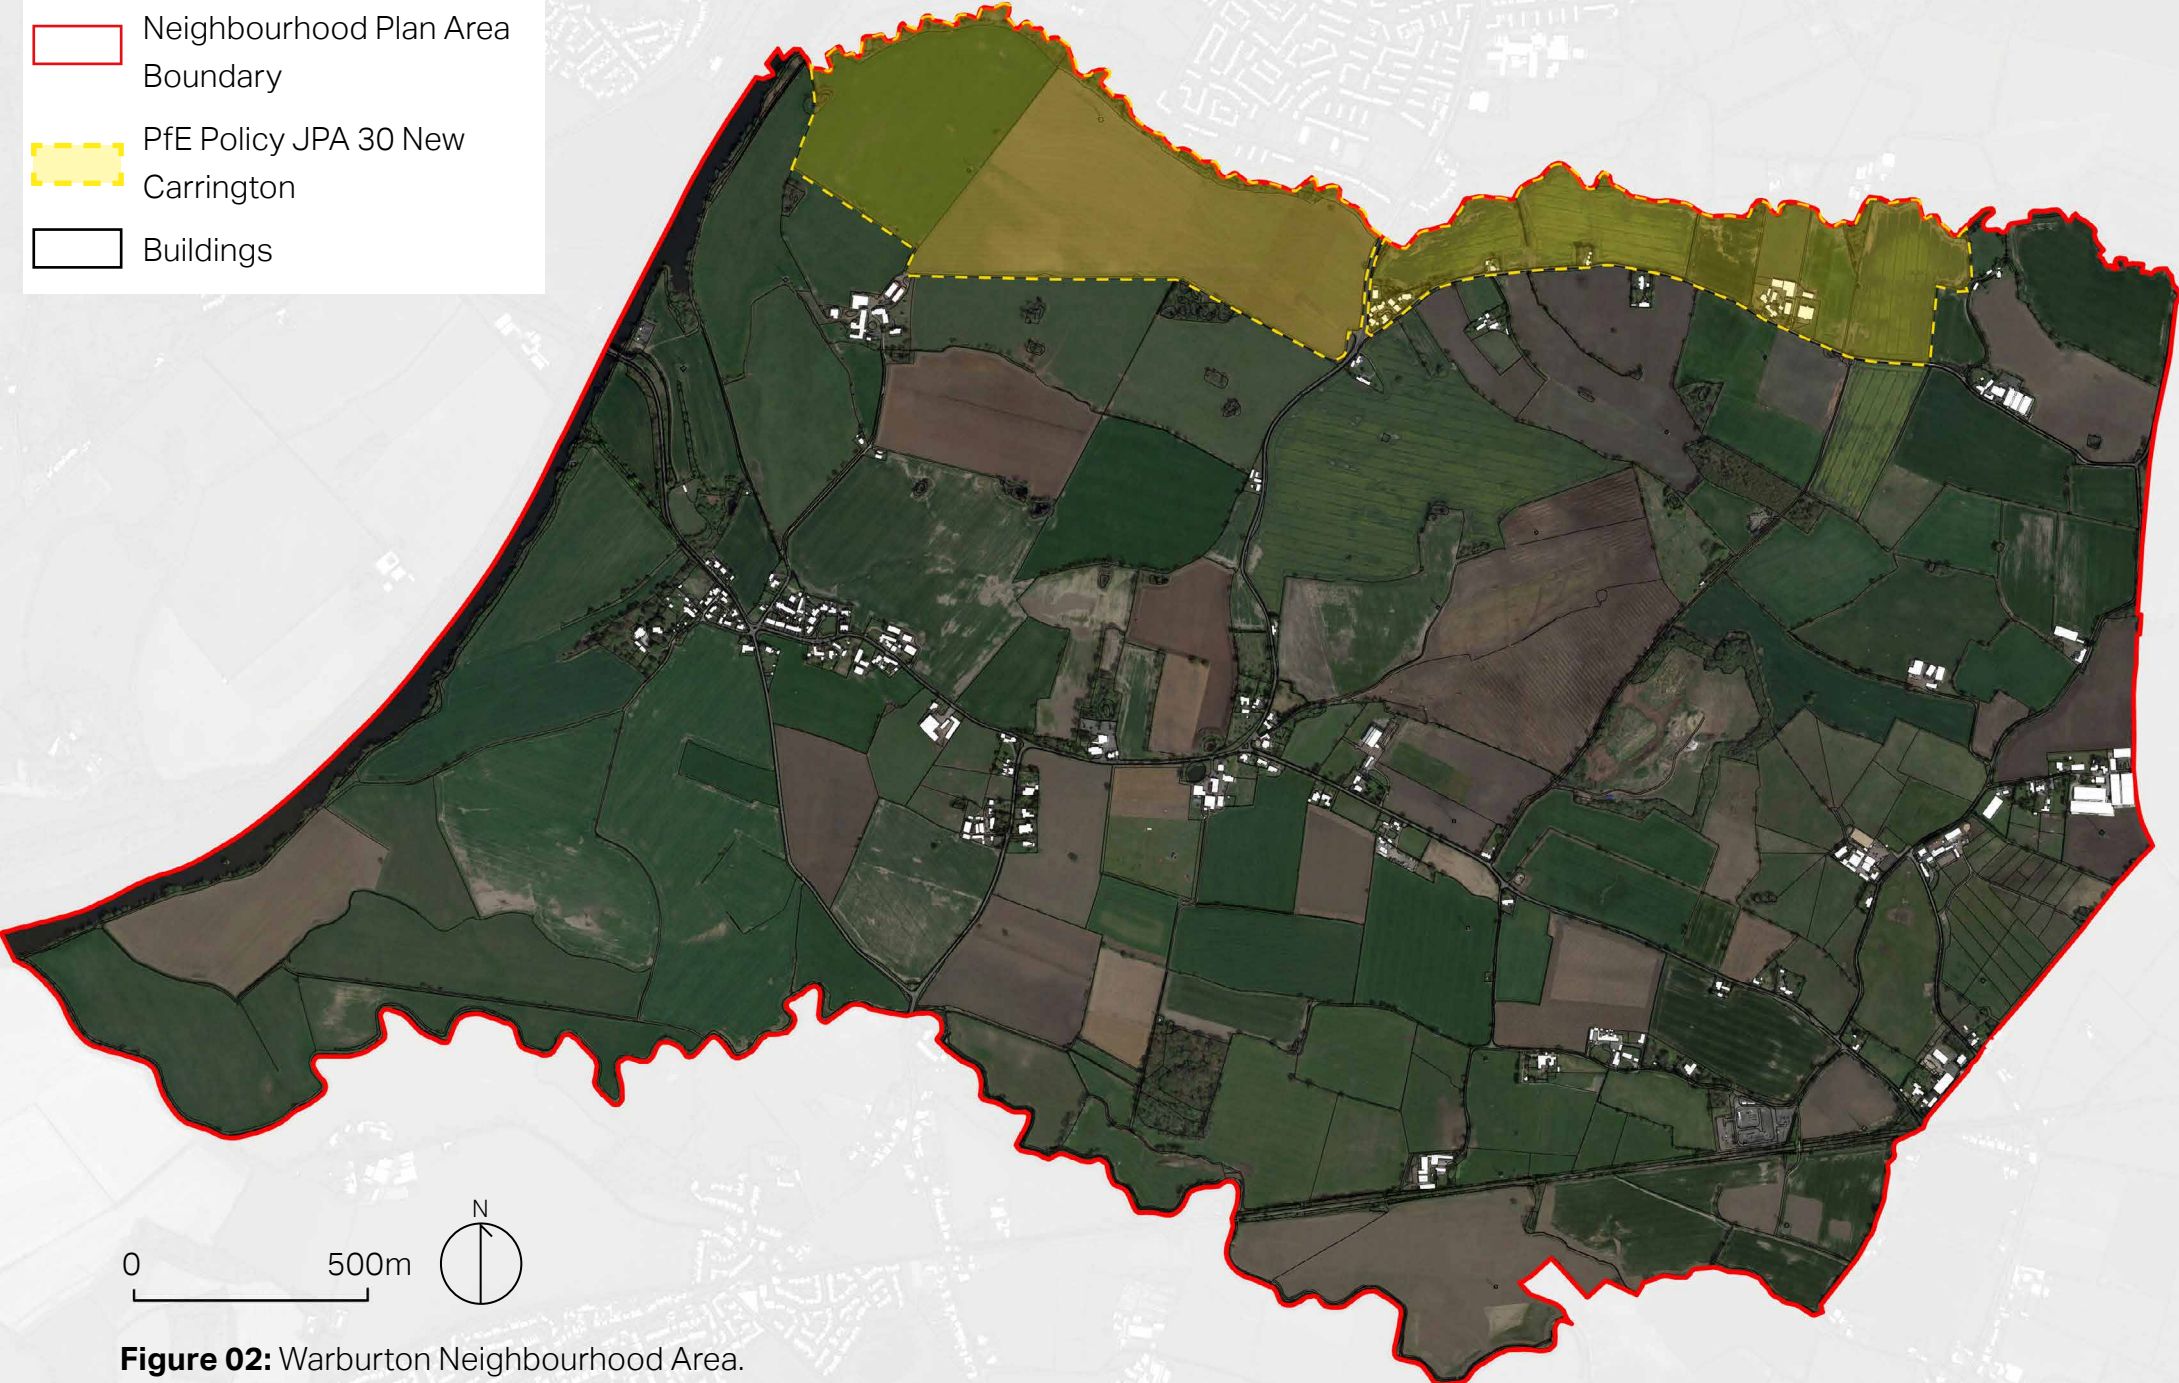 Neighbourhood Plan Area
Boundary
PfE Policy JPA 30 New
Carrington
Buildings
N
0 500m
Figure 02: Warburton Neighbourhood Area.